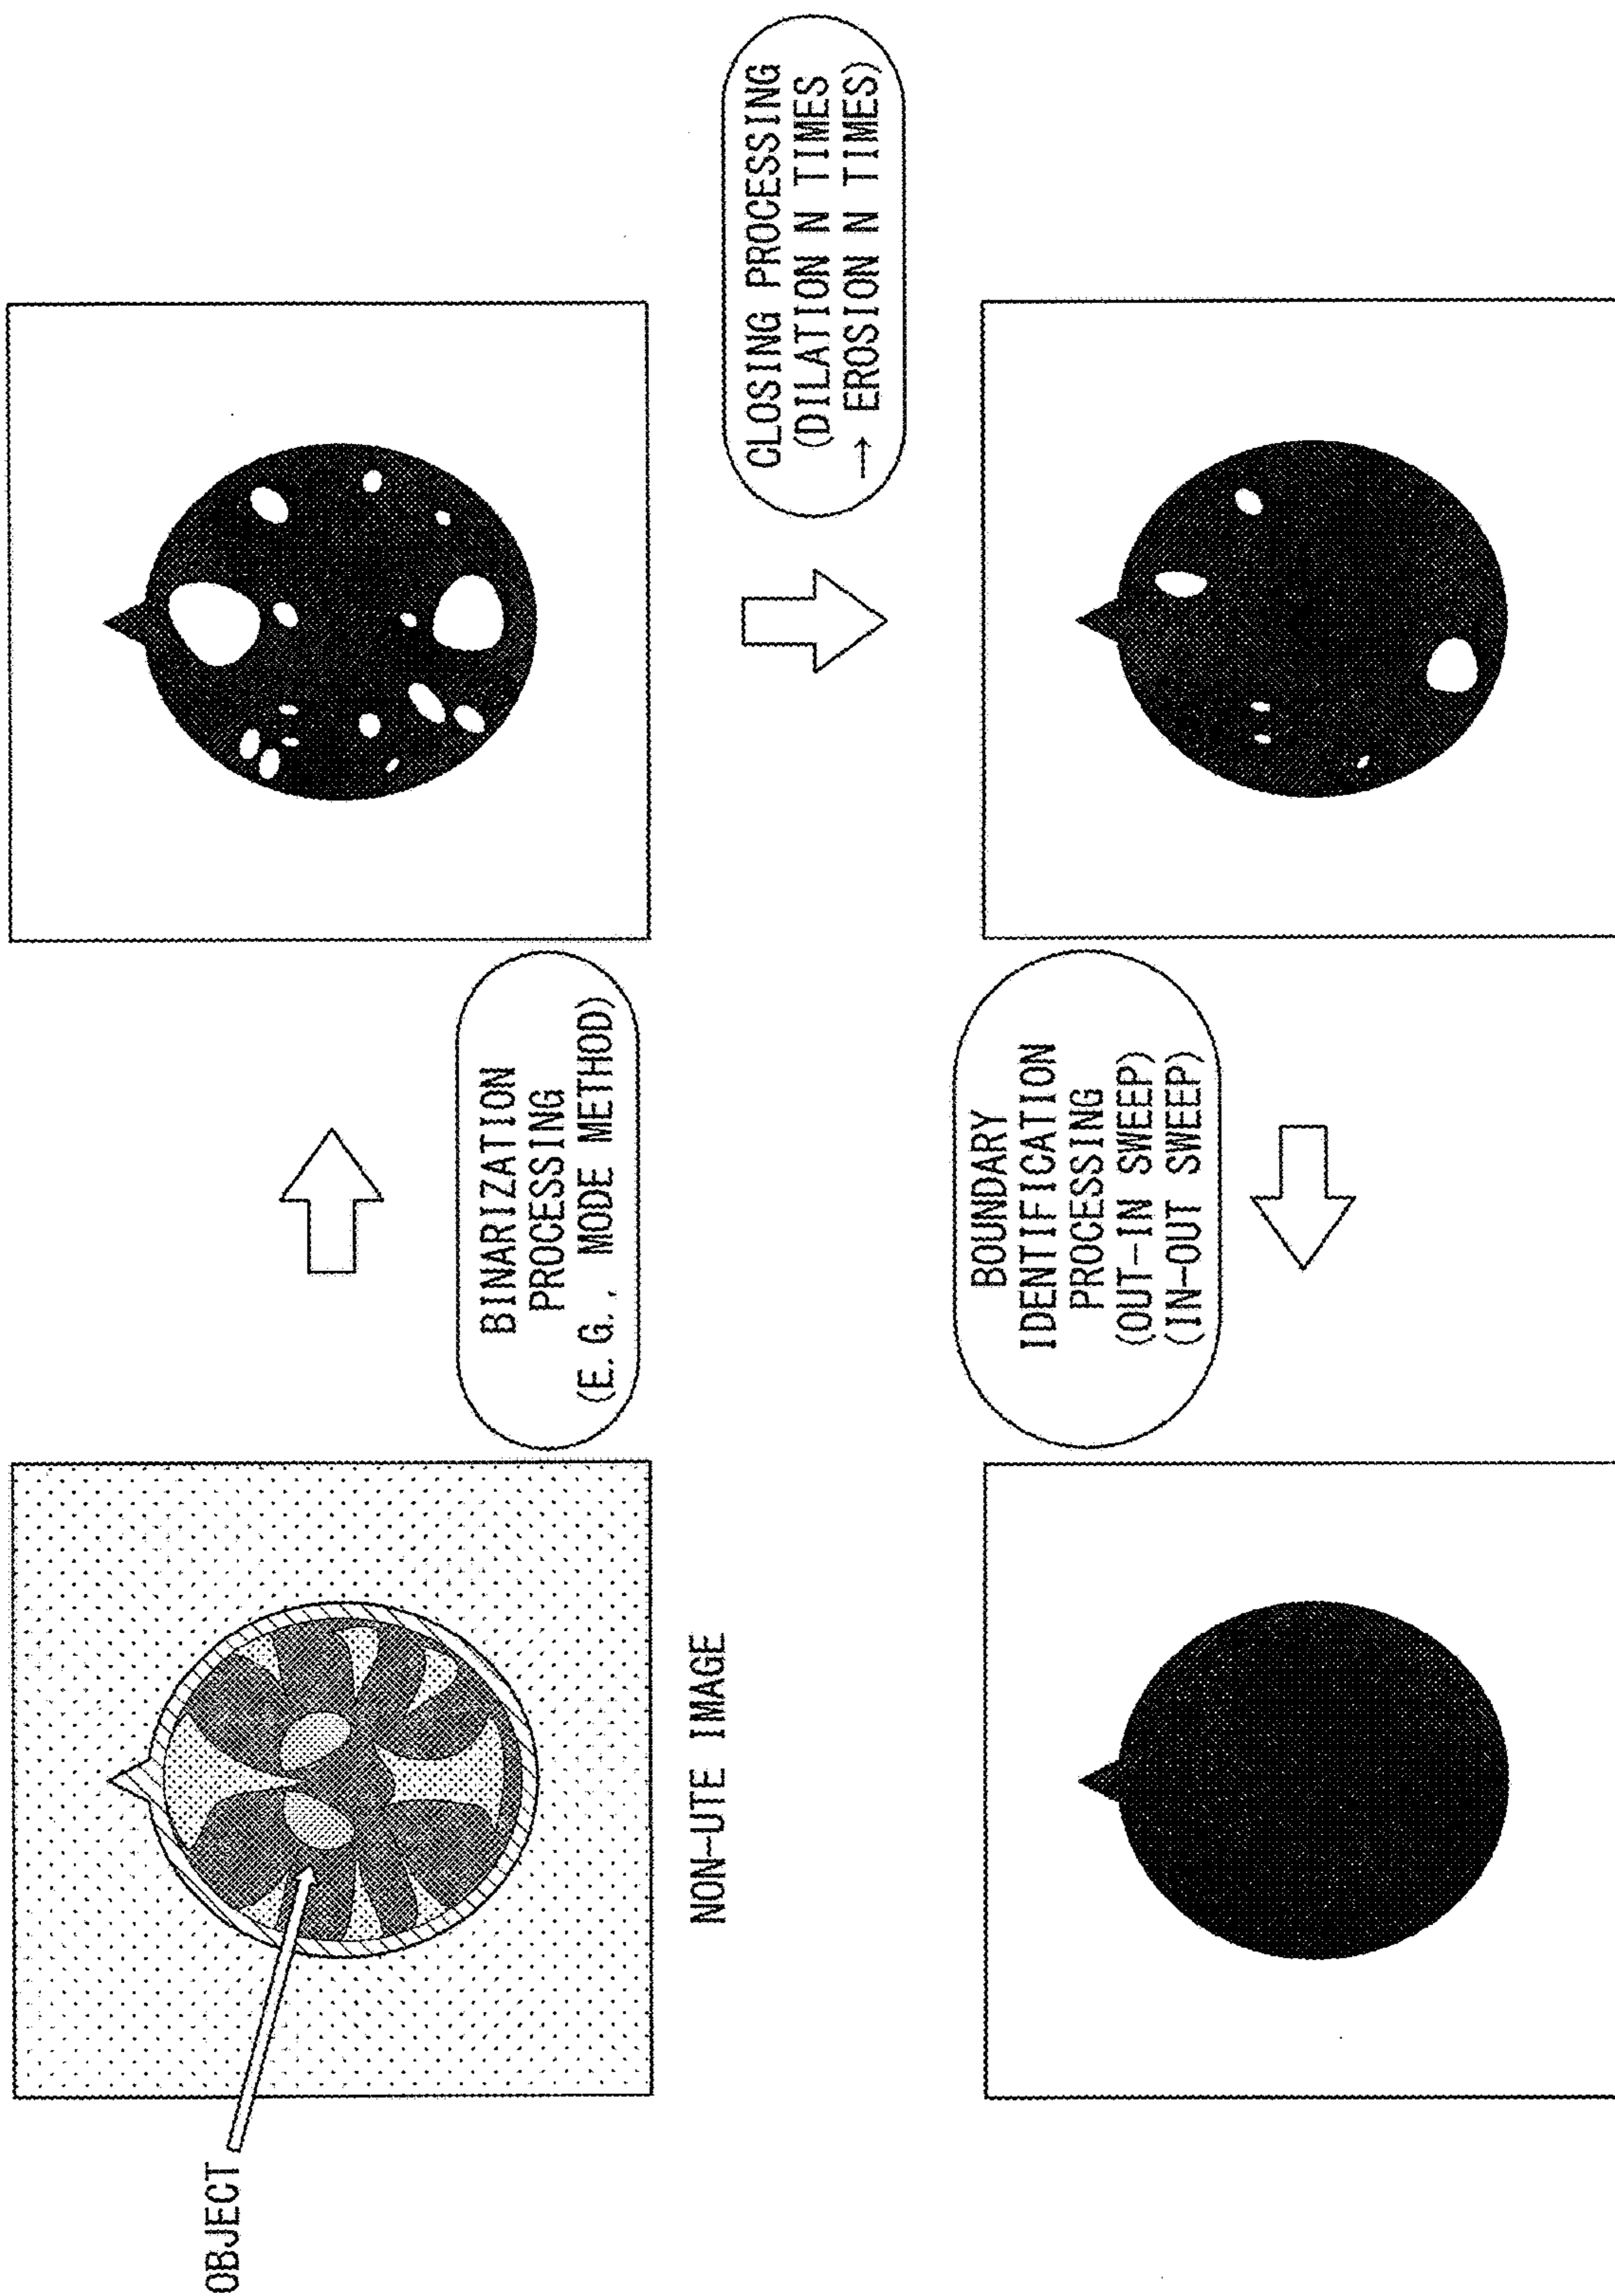 OBJECT
NON-UTE IMAGE
BINARIZATION
PROCESSING
(E. G. , MODE METHOD)
CLOSING PROCESSING
(DILATION N TIMES
→ EROSION N TIMES)
BOUNDARY
IDENTIFICATION
PROCESSING
(OUT-IN SWEEP)
(IN-OUT SWEEP)